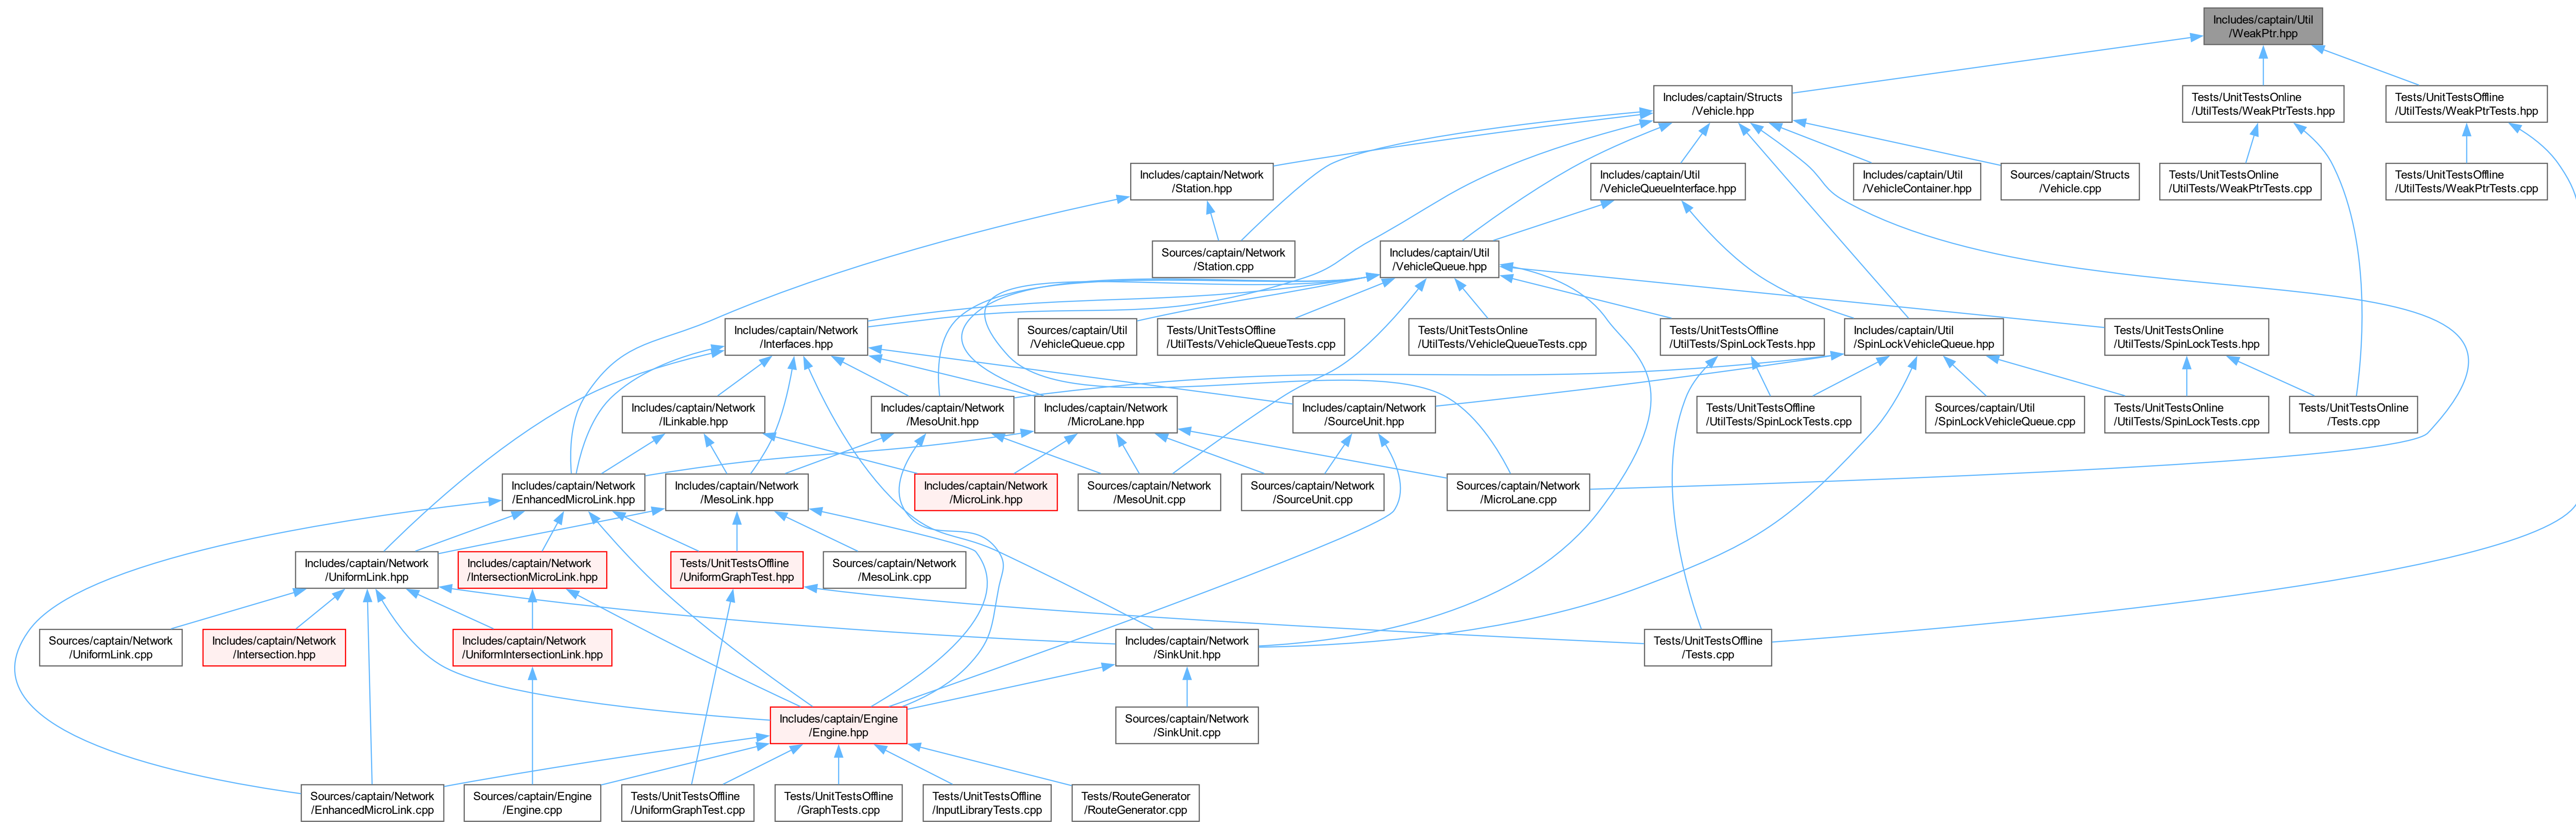 Includes/captain/Util
/WeakPtr.hpp
Includes/captain/Structs
/Vehicle.hpp
Tests/UnitTestsOnline
/UtilTests/WeakPtrTests.hpp
Tests/UnitTestsOffline
/UtilTests/WeakPtrTests.hpp
Includes/captain/Network
/Station.hpp
Includes/captain/Util
/VehicleQueueInterface.hpp
Includes/captain/Util
/VehicleContainer.hpp
Sources/captain/Structs
/Vehicle.cpp
Tests/UnitTestsOnline
/UtilTests/WeakPtrTests.cpp
Tests/UnitTestsOffline
/UtilTests/WeakPtrTests.cpp
Sources/captain/Network
/Station.cpp
Includes/captain/Util
/VehicleQueue.hpp
Includes/captain/Network
/Interfaces.hpp
Sources/captain/Util
/VehicleQueue.cpp
Tests/UnitTestsOffline
/UtilTests/VehicleQueueTests.cpp
Tests/UnitTestsOnline
/UtilTests/VehicleQueueTests.cpp
Tests/UnitTestsOffline
/UtilTests/SpinLockTests.hpp
Includes/captain/Util
/SpinLockVehicleQueue.hpp
Tests/UnitTestsOnline
/UtilTests/SpinLockTests.hpp
Includes/captain/Network
/ILinkable.hpp
Includes/captain/Network
/MesoUnit.hpp
Includes/captain/Network
/MicroLane.hpp
Includes/captain/Network
/SourceUnit.hpp
Tests/UnitTestsOffline
/UtilTests/SpinLockTests.cpp
Sources/captain/Util
/SpinLockVehicleQueue.cpp
Tests/UnitTestsOnline
/UtilTests/SpinLockTests.cpp
Tests/UnitTestsOnline
/Tests.cpp
Includes/captain/Network
/EnhancedMicroLink.hpp
Includes/captain/Network
/MesoLink.hpp
Includes/captain/Network
/MicroLink.hpp
Sources/captain/Network
/MesoUnit.cpp
Sources/captain/Network
/SourceUnit.cpp
Sources/captain/Network
/MicroLane.cpp
Includes/captain/Network
/UniformLink.hpp
Includes/captain/Network
/IntersectionMicroLink.hpp
Tests/UnitTestsOffline
/UniformGraphTest.hpp
Sources/captain/Network
/MesoLink.cpp
Sources/captain/Network
/UniformLink.cpp
Includes/captain/Network
/Intersection.hpp
Includes/captain/Network
/UniformIntersectionLink.hpp
Includes/captain/Network
/SinkUnit.hpp
Tests/UnitTestsOffline
/Tests.cpp
Includes/captain/Engine
/Engine.hpp
Sources/captain/Network
/SinkUnit.cpp
Sources/captain/Network
/EnhancedMicroLink.cpp
Sources/captain/Engine
/Engine.cpp
Tests/UnitTestsOffline
/UniformGraphTest.cpp
Tests/UnitTestsOffline
/GraphTests.cpp
Tests/UnitTestsOffline
/InputLibraryTests.cpp
Tests/RouteGenerator
/RouteGenerator.cpp